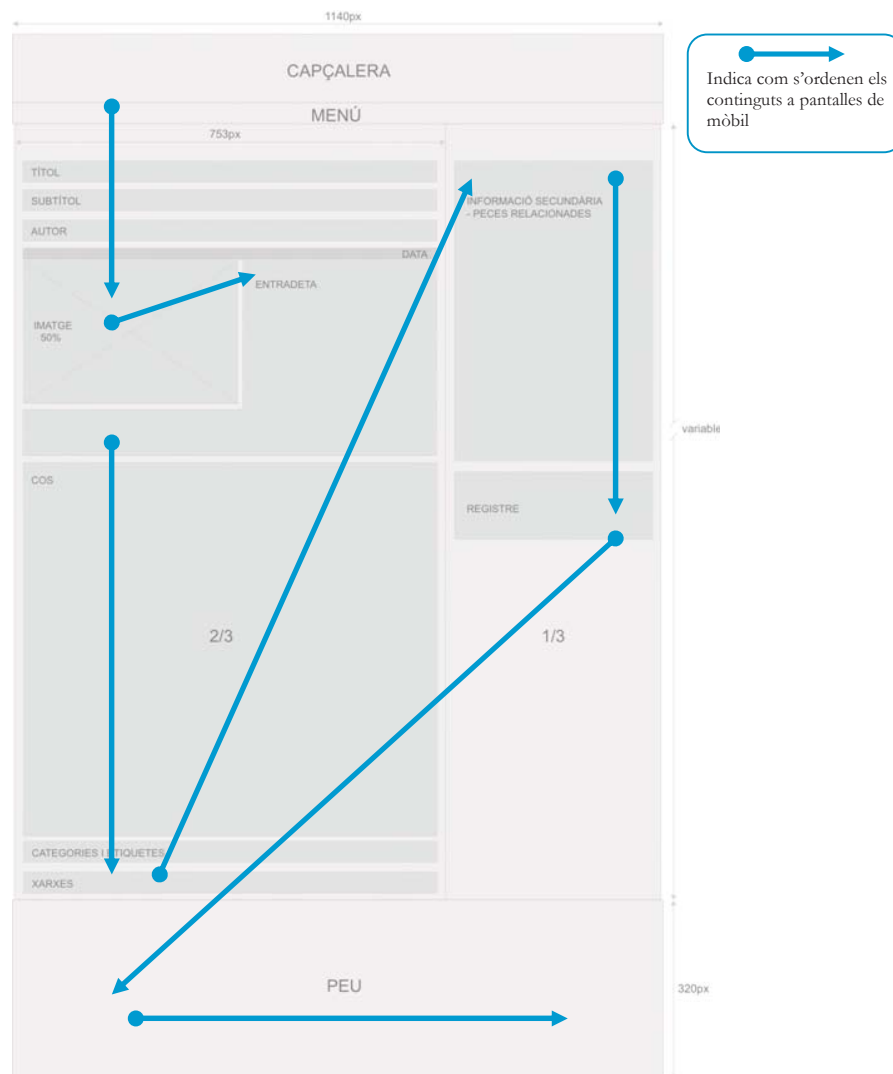 1140px
CAPÇALERA
MENÚ
753px
TÍTOL
SUBTÍTOL
AUTOR
DATA
ENTRADETA
IMATGE
50%
COS
2/3
CATEGORIES I ETIQUETES
XARXES
INFORMACIÓ SECUNDÀRIA
- PECES RELACIONADES
REGISTRE
1/3
variable
PEU
320px
Indica com s’ordenen els
continguts a pantalles de
mòbil